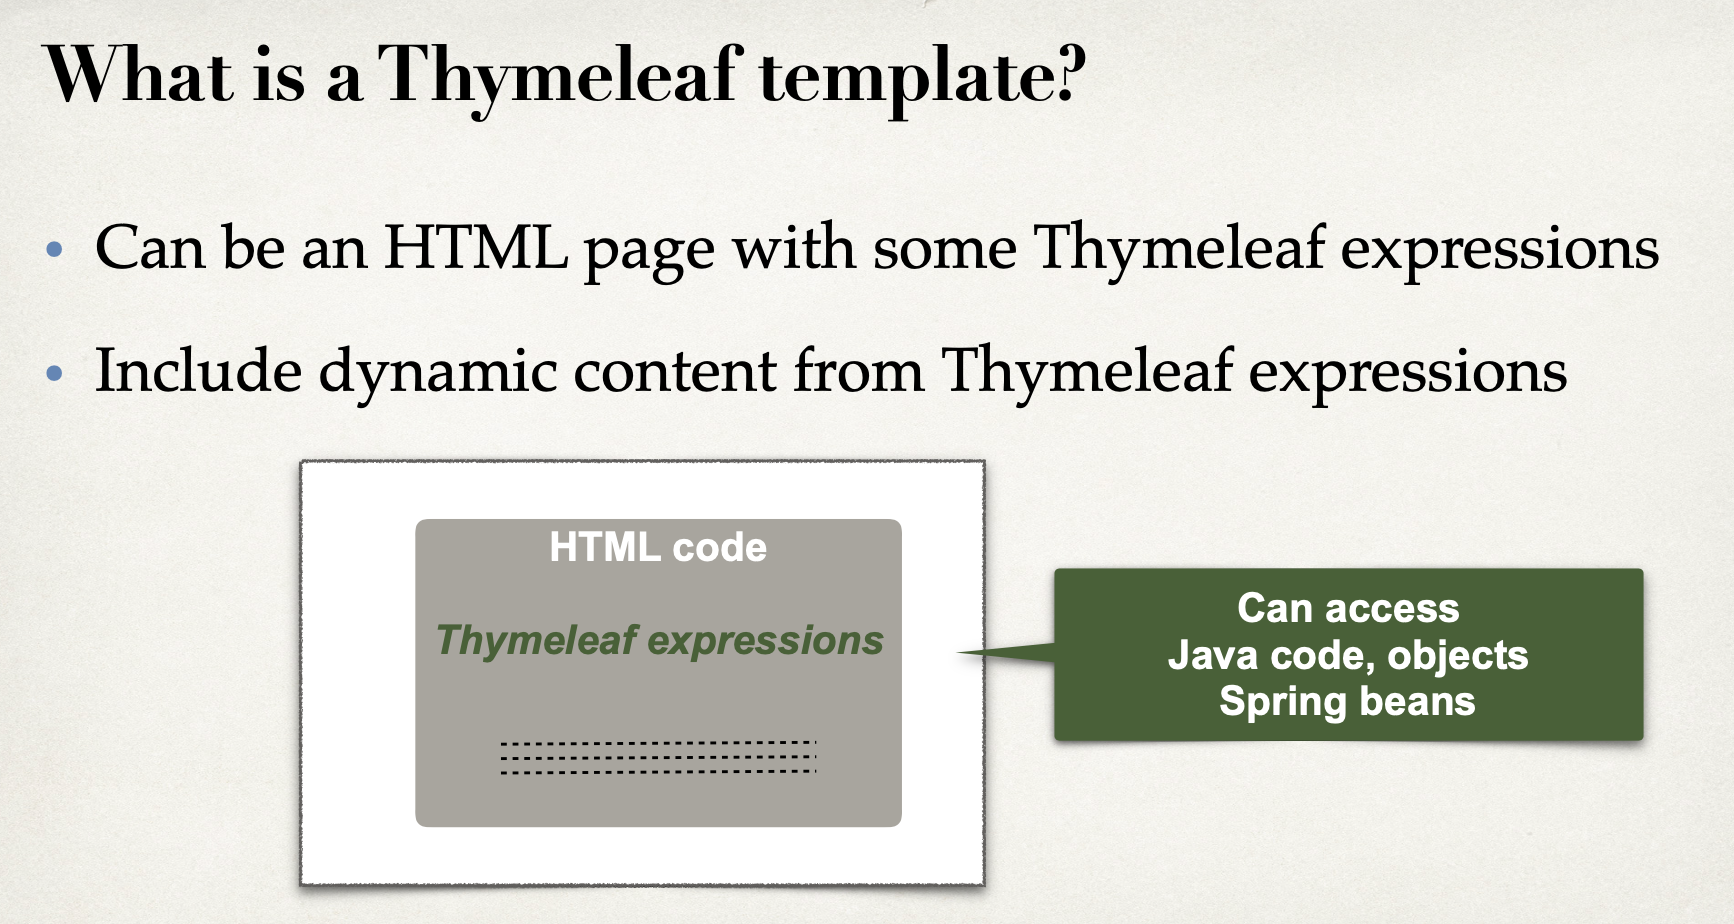 What is a Thymeleaf template?
• Can be an HTML page with some Thymeleaf expressions
• Include dynamic content from Thymeleaf expressions
HTML code
Thymeleaf expressions
Can access
Java code, objects
Spring beans